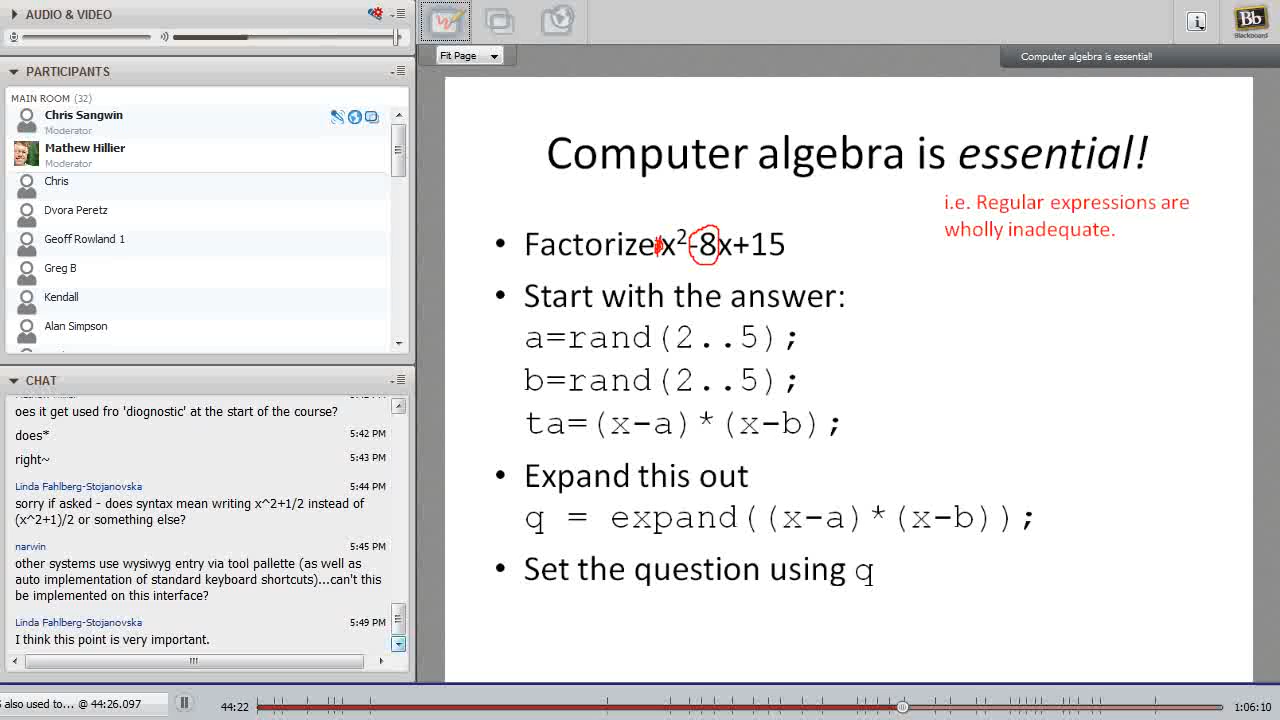 AUDIO & VIDEO
PARTICIPANTS
MAIN ROOM (32)
Chris Sangwin
Moderator
Mathew Hillier
Moderator
Chris
Dvora Peretz
Geoff Rowland 1
Greg B
Kendall
Alan Simpson
CHAT
oes it get used fro 'diognostic' at the start of the course?
does* 5:42 PM
right~ 5:43 PM
Linda Fahlberg-Stojanovska 5:44 PM
sorry if asked - does syntax mean writing x^2+1/2 instead of
(x^2+1)/2 or something else?
narwin 5:45 PM
other systems use wysiwyg entry via tool pallette (as well as
auto implementation of standard keyboard shortcuts)...can't this
be implemented on this interface?
Linda Fahlberg-Stojanovska 5:49 PM
I think this point is very important.
Fit Page
Computer algebra is essential!
Bb
Blackboard
Computer algebra is essential!
i.e. Regular expressions are
wholly inadequate.
• Factorize x²-8x+15
• Start with the answer:
a=rand(2..5);
b=rand(2..5);
ta=(x-a)*(x-b);
• Expand this out
q = expand((x-a)*(x-b));
• Set the question using q
also used to... @ 44:26.097
44:22
1:06:10